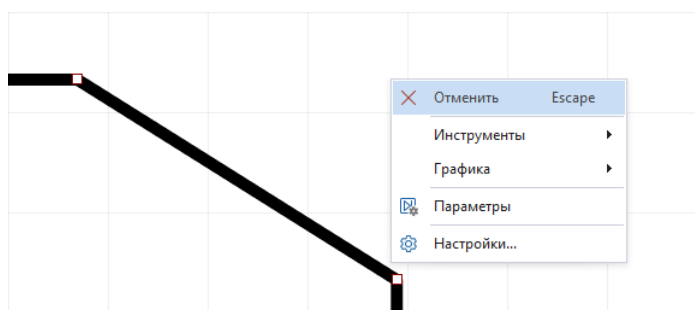 Отменить Escape
Инструменты
Графика
Параметры
Настройки...